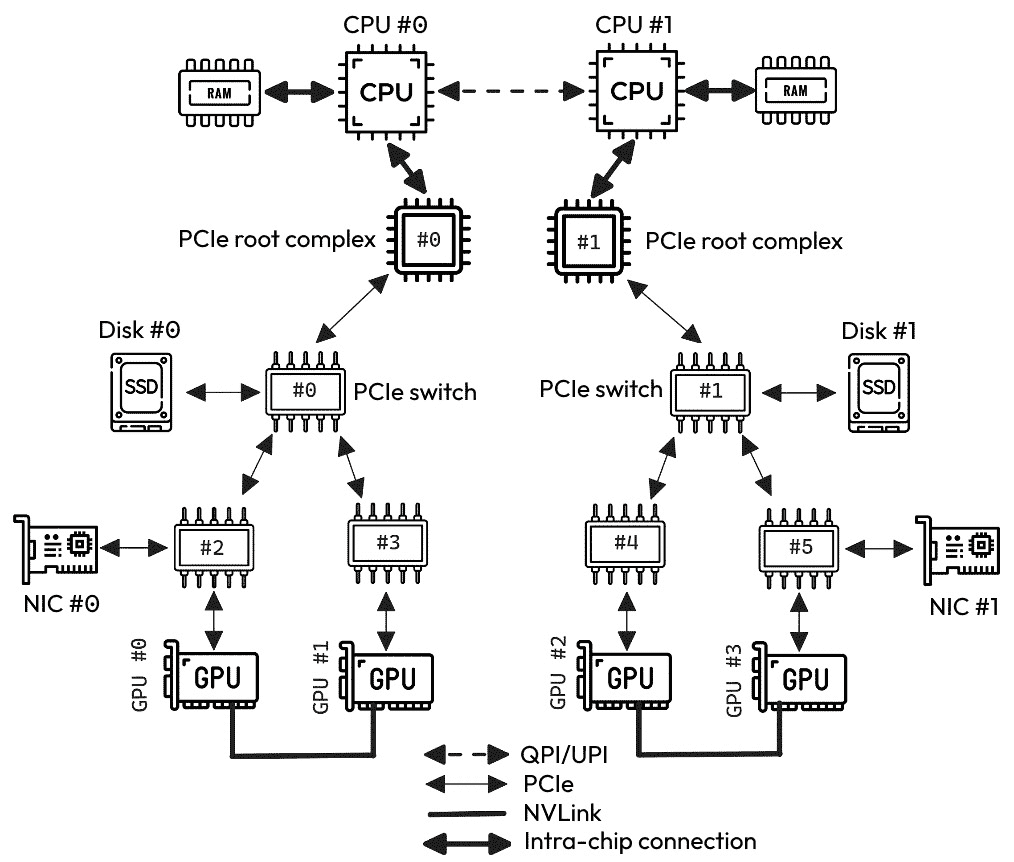 CPU #0
CPU #1
RAM
CPU
CPU
RAM
PCIe root complex
#0
#1
PCIe root complex
Disk #0
Disk #1
SSD
#0
PCIe switch
PCIe switch
#1
SSD
#2
#3
#4
#5
NIC #0
NIC #1
GPU #0
GPU
GPU #1
GPU
GPU #2
GPU
GPU #3
GPU
QPI/UPI
PCIe
NVLink
Intra-chip connection